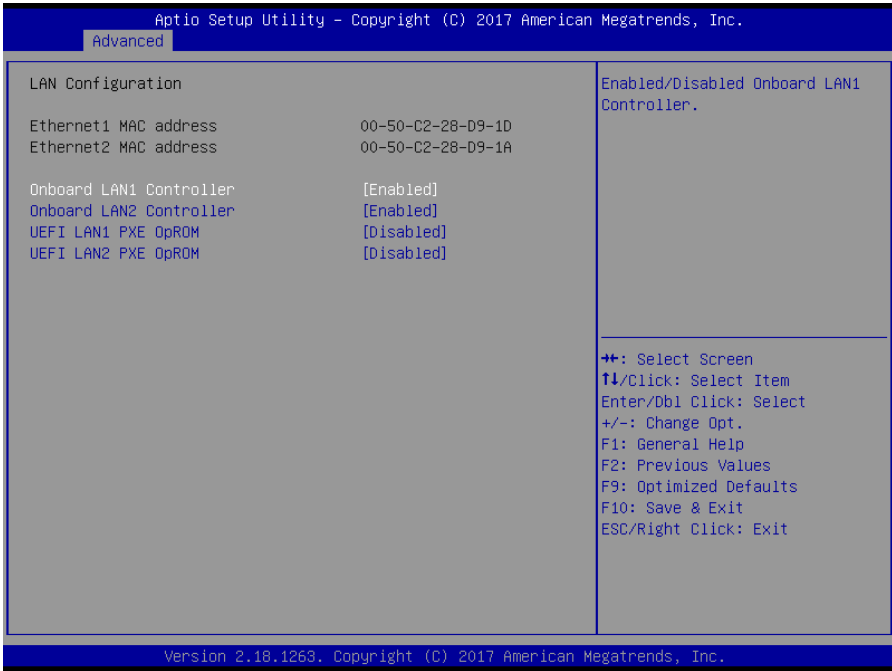 Aptio Setup Utility – Copyright (C) 2017 American Megatrends, Inc.
Advanced
LAN Configuration
Ethernet1 MAC address 00-50-C2-28-D9-1D
Ethernet2 MAC address 00-50-C2-28-D9-1A
Onboard LAN1 Controller [Enabled]
Onboard LAN2 Controller [Enabled]
UEFI LAN1 PXE OpROM [Disabled]
UEFI LAN2 PXE OpROM [Disabled]
Enabled/Disabled Onboard LAN1
Controller.
→←: Select Screen
↑↓/Click: Select Item
Enter/Dbl Click: Select
+/-: Change Opt.
F1: General Help
F2: Previous Values
F9: Optimized Defaults
F10: Save & Exit
ESC/Right Click: Exit
Version 2.18.1263. Copyright (C) 2017 American Megatrends, Inc.